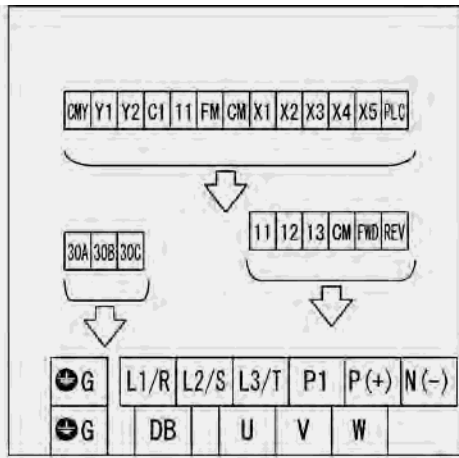 CMY Y1 Y2 C1 11 FM CM X1 X2 X3 X4 X5 PLC
11 12 13 CM FWD REV
30A 30B 30C
G L1/R L2/S L3/T P1 P(+) N(-)
G DB U V W